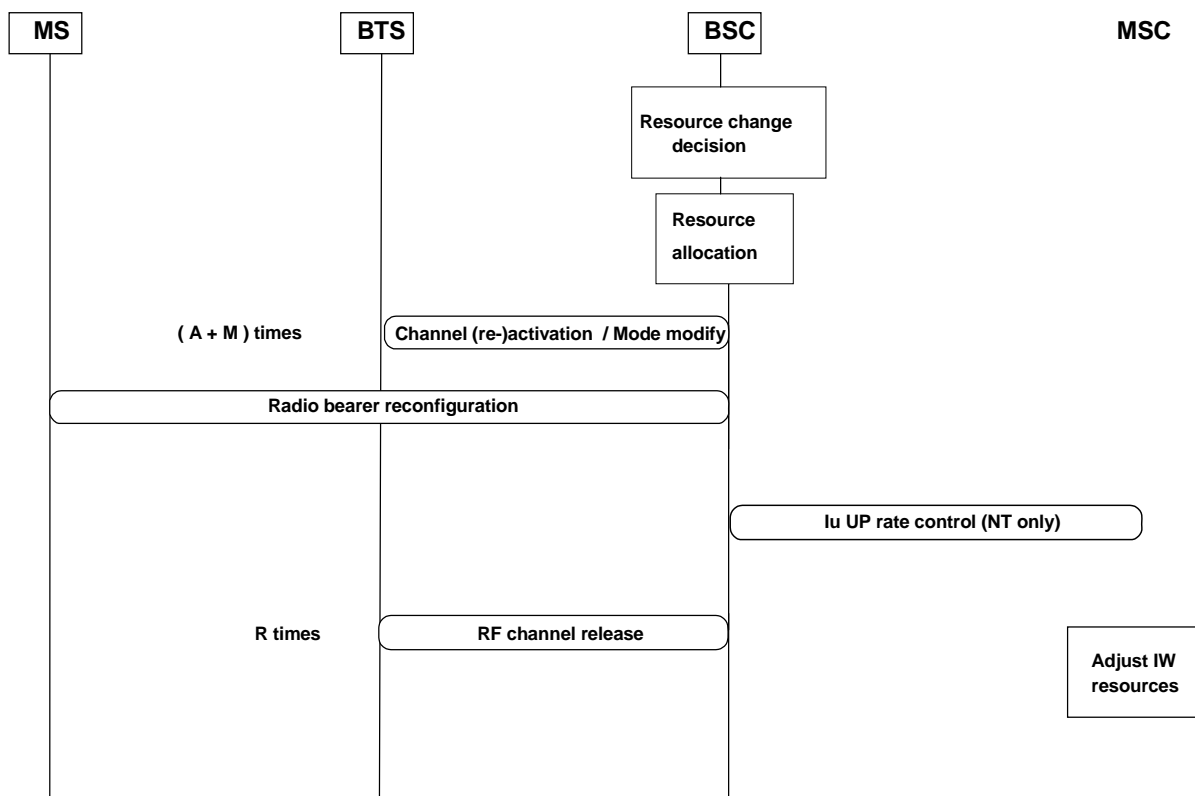 MS BTS BSC MSC
Resource change
decision
Resource
allocation
( A + M ) times Channel (re-)activation / Mode modify
Radio bearer reconfiguration
Iu UP rate control (NT only)
R times RF channel release
Adjust IW
resources